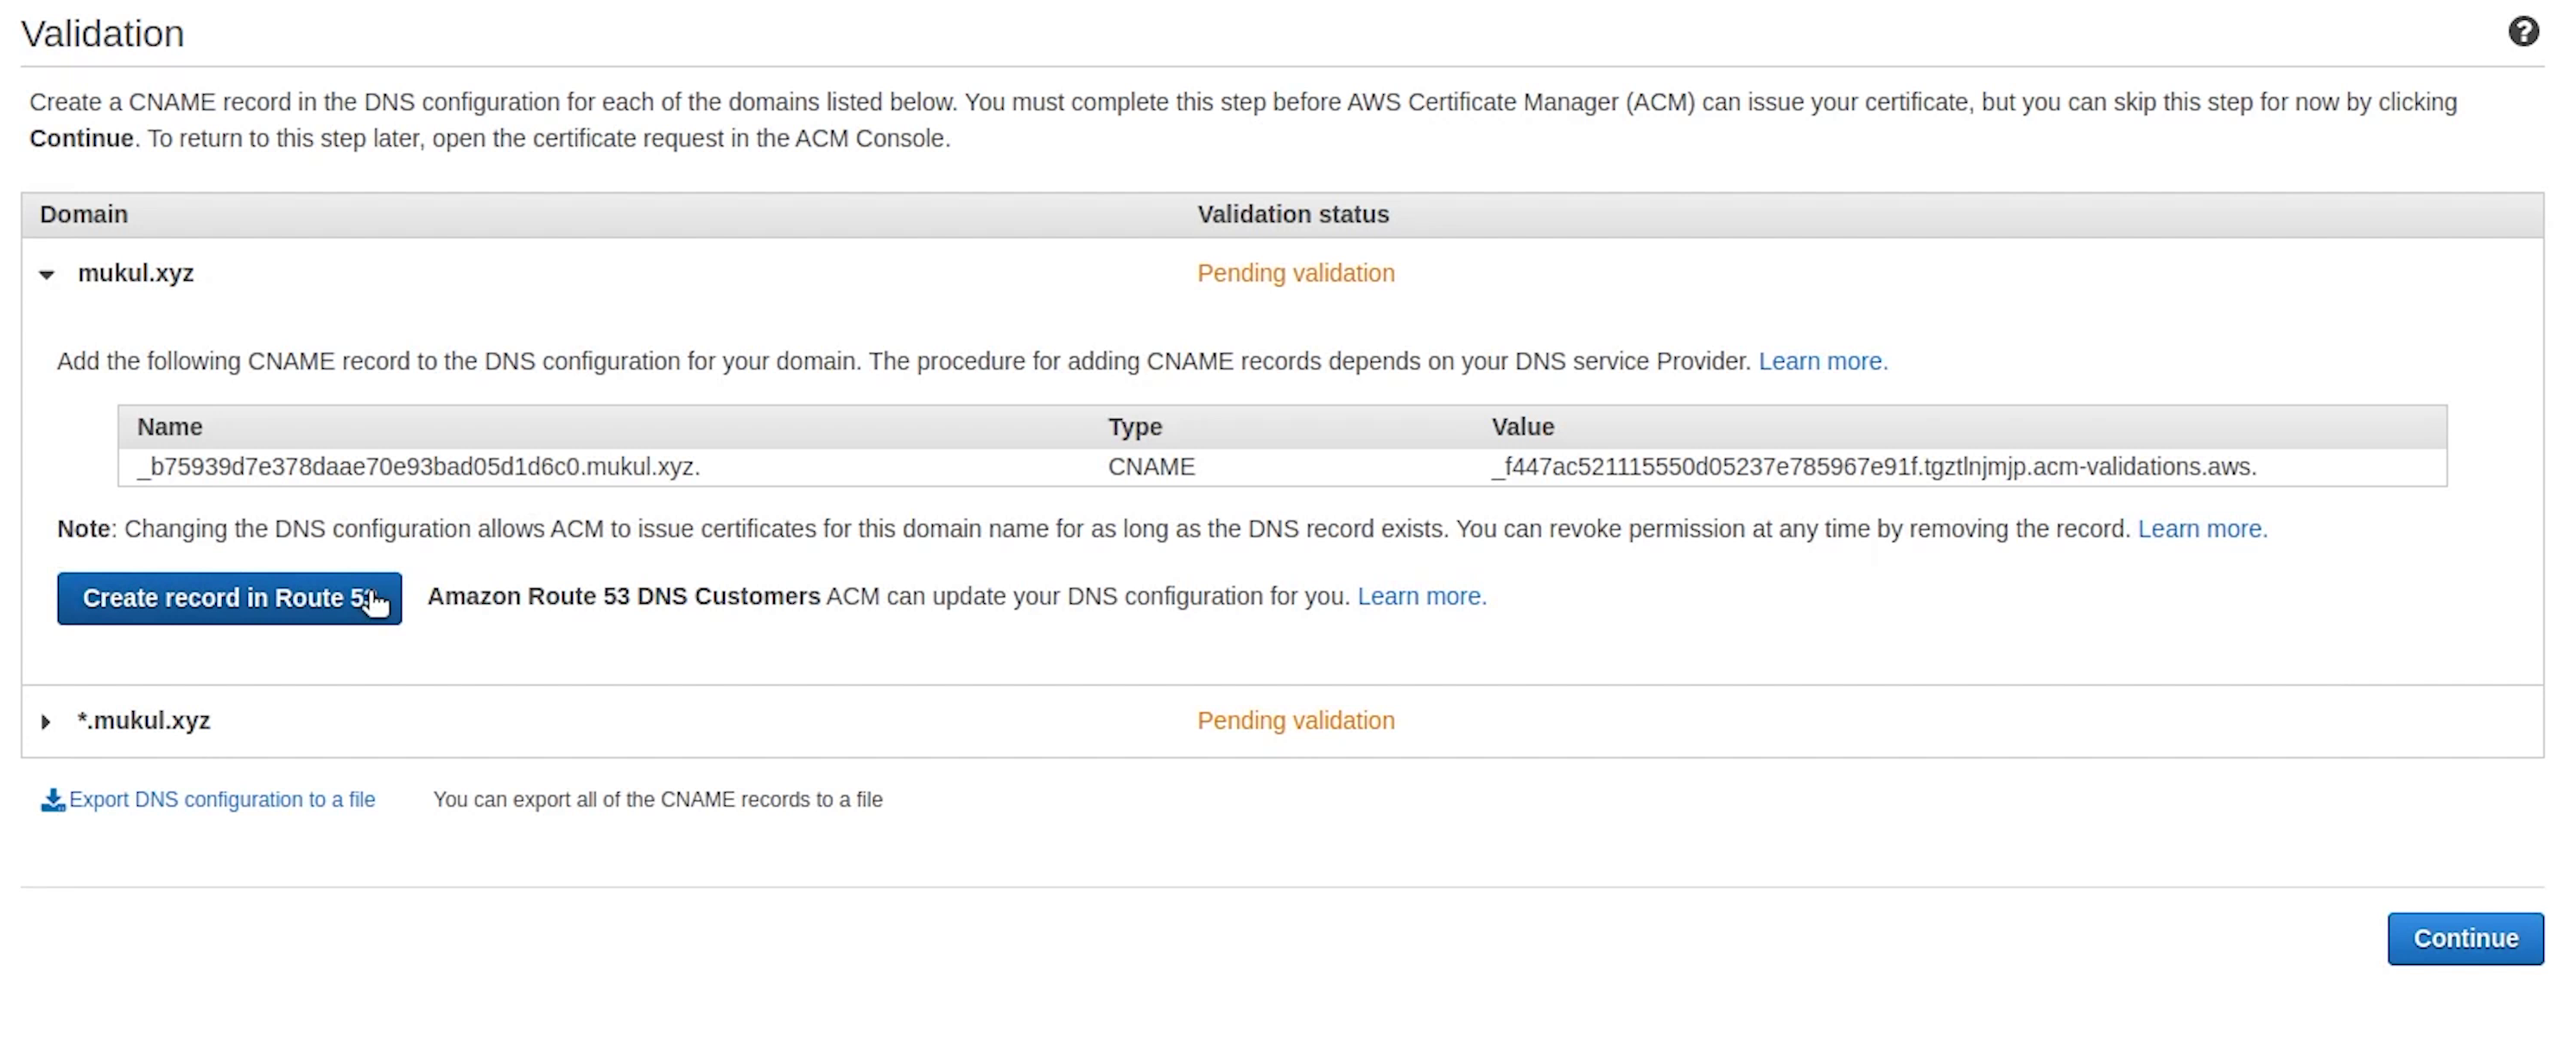 Validation
Create a CNAME record in the DNS configuration for each of the domains listed below. You must complete this step before AWS Certificate Manager (ACM) can issue your certificate, but you can skip this step for now by clicking
Continue. To return to this step later, open the certificate request in the ACM Console.
Domain Validation status
mukul.xyz Pending validation
Add the following CNAME record to the DNS configuration for your domain. The procedure for adding CNAME records depends on your DNS service Provider. Learn more.
Name Type Value
_b75939d7e378daae70e93bad05d1d6c0.mukul.xyz. CNAME _f447ac521115550d05237e785967e91f.tgztlnjmjp.acm-validations.aws.
Note: Changing the DNS configuration allows ACM to issue certificates for this domain name for as long as the DNS record exists. You can revoke permission at any time by removing the record. Learn more.
Create record in Route 53 Amazon Route 53 DNS Customers ACM can update your DNS configuration for you. Learn more.
*.mukul.xyz Pending validation
Export DNS configuration to a file You can export all of the CNAME records to a file
Continue